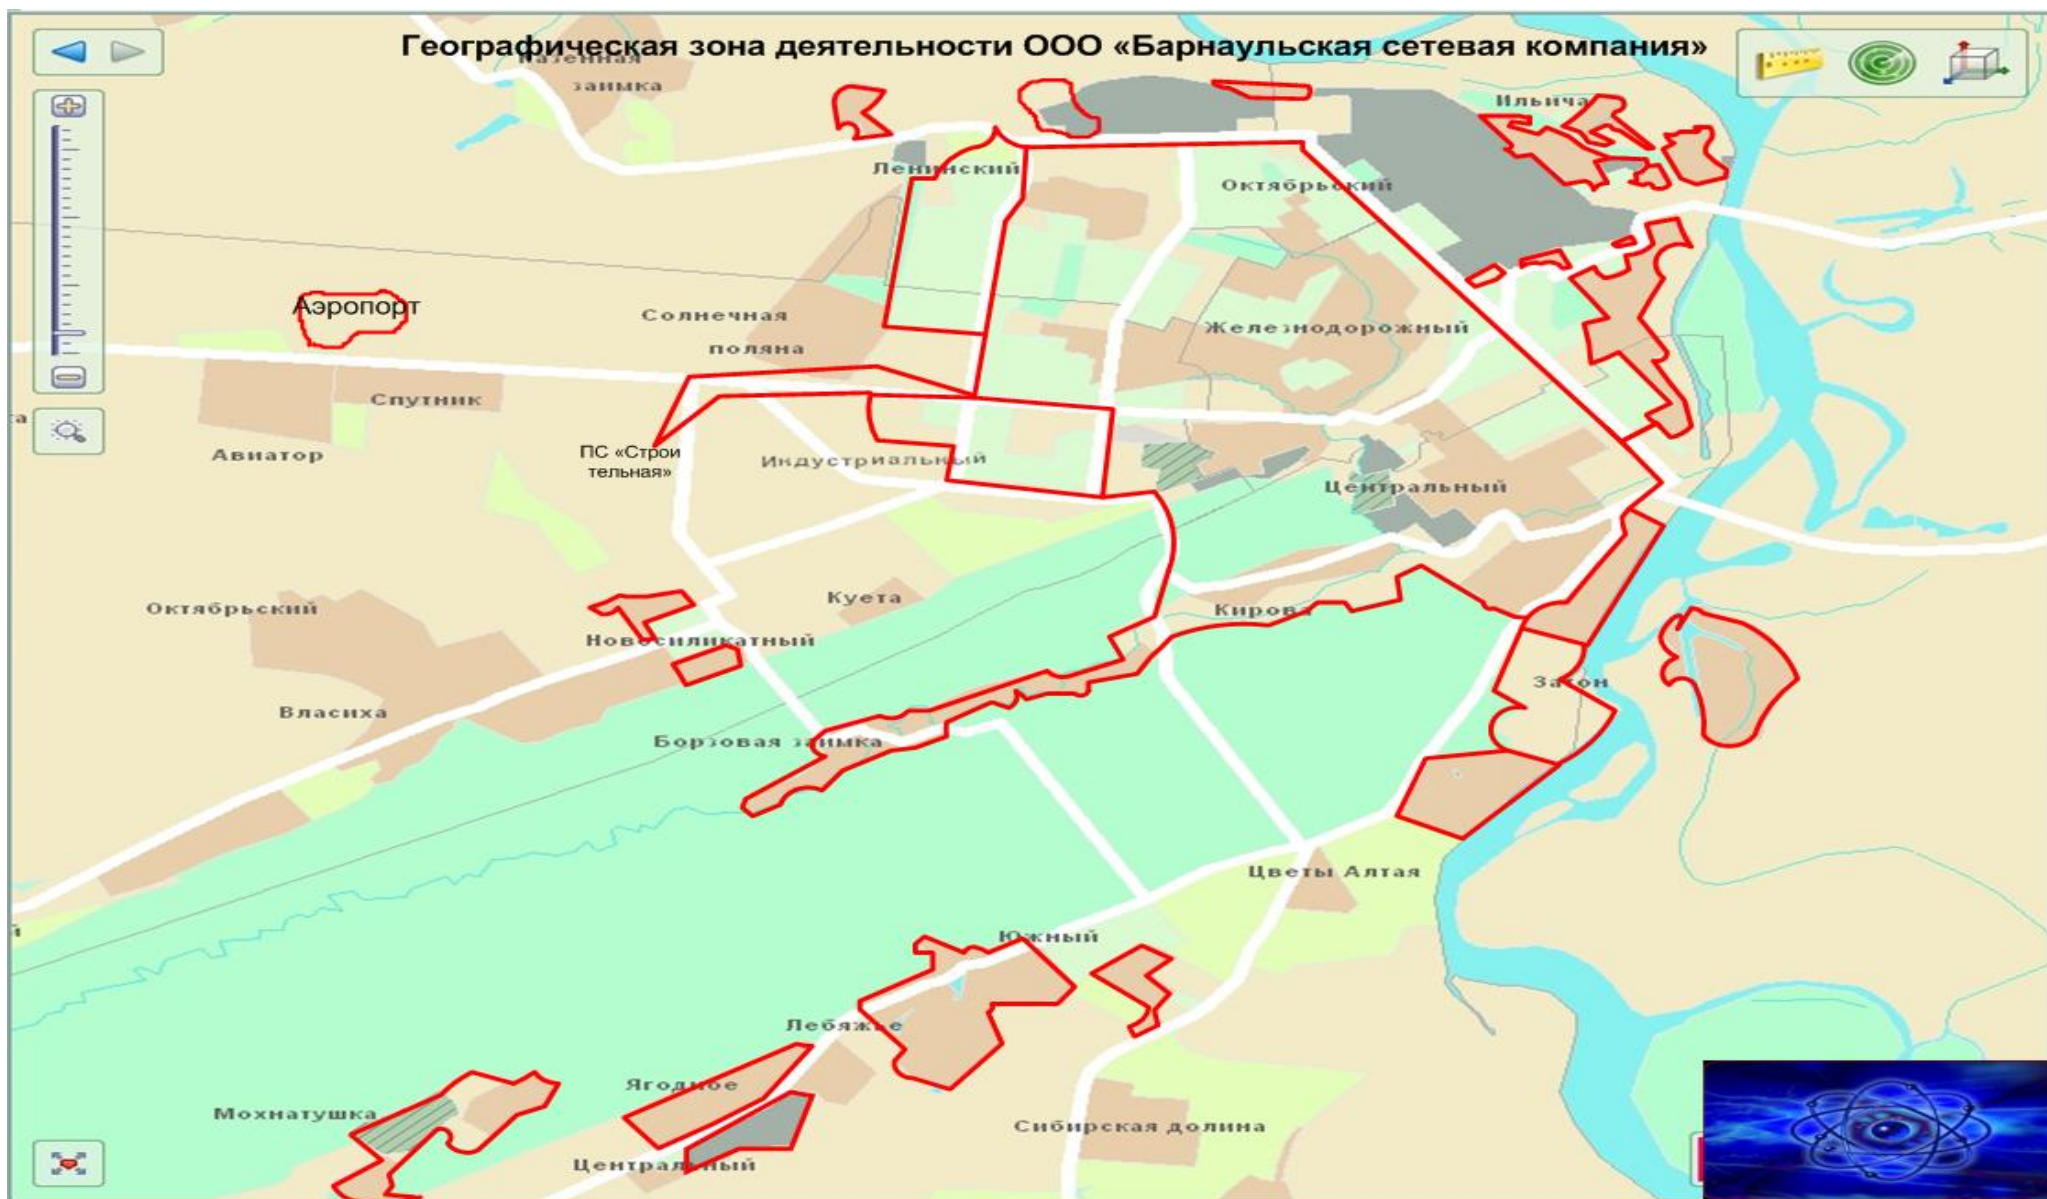 Географическая зона деятельности ООО «Барнаульская сетевая компания»
Казенная
заимка
Ильича
Ленинский
Октябрьский
Аэропорт
Солнечная
поляна
Железнодорожный
Спутник
Авиатор
ПС «Строи
тельная»
Индустриальный
Центральный
Октябрьский
Куета
Кирова
Новосиликатный
Затон
Власиха
Борзовая заимка
Цветы Алтая
Южный
Лебяжье
Ягодное
Мохнатушка
Сибирская долина
Центральный